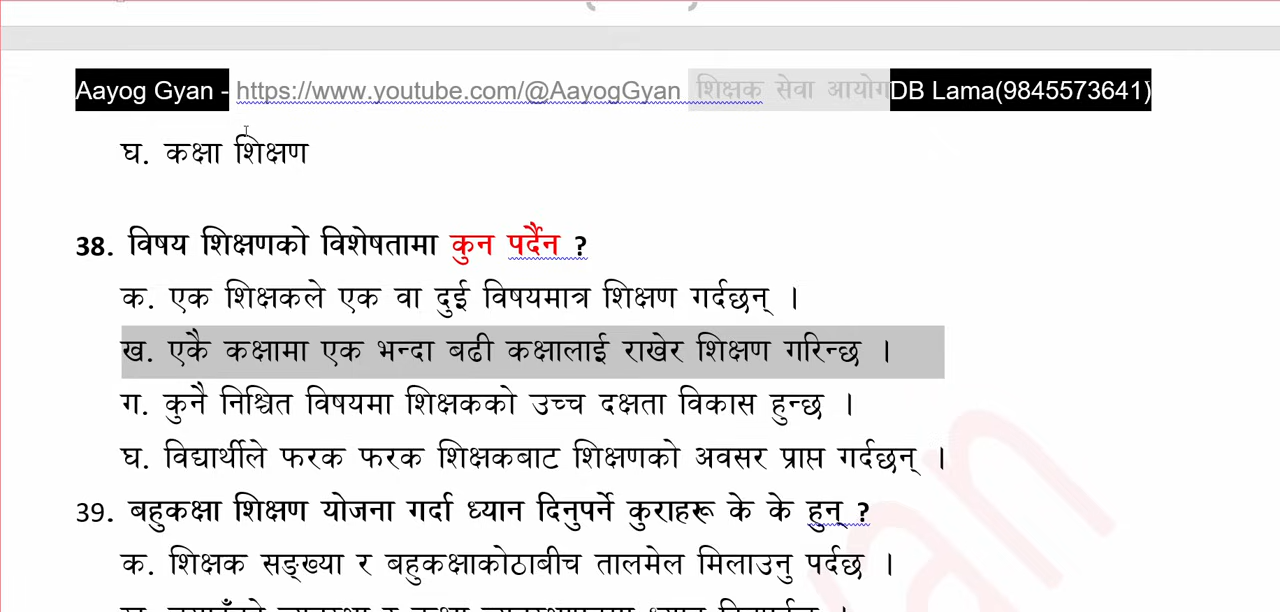 Aayog Gyan - https://www.youtube.com/@AayogGyan शिक्षक सेवा आयोगDB Lama(9845573641)
घ. कक्षा शिक्षण
38. विषय शिक्षणको विशेषतामा कुन पर्दैन ?
क. एक शिक्षकले एक वा दुई विषयमात्र शिक्षण गर्दछन् ।
ख. एकै कक्षामा एक भन्दा बढी कक्षालाई राखेर शिक्षण गरिन्छ ।
ग. कुनै निश्चित विषयमा शिक्षकको उच्च दक्षता विकास हुन्छ ।
घ. विद्यार्थीले फरक फरक शिक्षकबाट शिक्षणको अवसर प्राप्त गर्दछन् ।
39. बहुकक्षा शिक्षण योजना गर्दा ध्यान दिनुपर्ने कुराहरू के के हुन् ?
क. शिक्षक सङ्ख्या र बहुकक्षाकोठाबीच तालमेल मिलाउनु पर्दछ ।